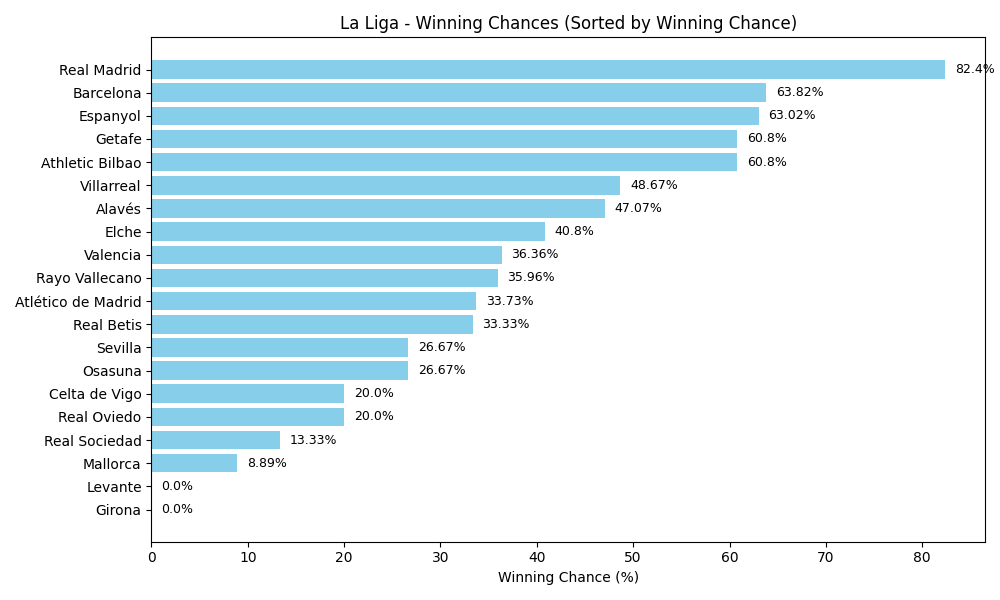 La Liga - Winning Chances (Sorted by Winning Chance)
Real Madrid 82.4%
Barcelona 63.82%
Espanyol 63.02%
Getafe 60.8%
Athletic Bilbao 60.8%
Villarreal 48.67%
Alavés 47.07%
Elche 40.8%
Valencia 36.36%
Rayo Vallecano 35.96%
Atlético de Madrid 33.73%
Real Betis 33.33%
Sevilla 26.67%
Osasuna 26.67%
Celta de Vigo 20.0%
Real Oviedo 20.0%
Real Sociedad 13.33%
Mallorca 8.89%
Levante 0.0%
Girona 0.0%
0 10 20 30 40 50 60 70 80
Winning Chance (%)